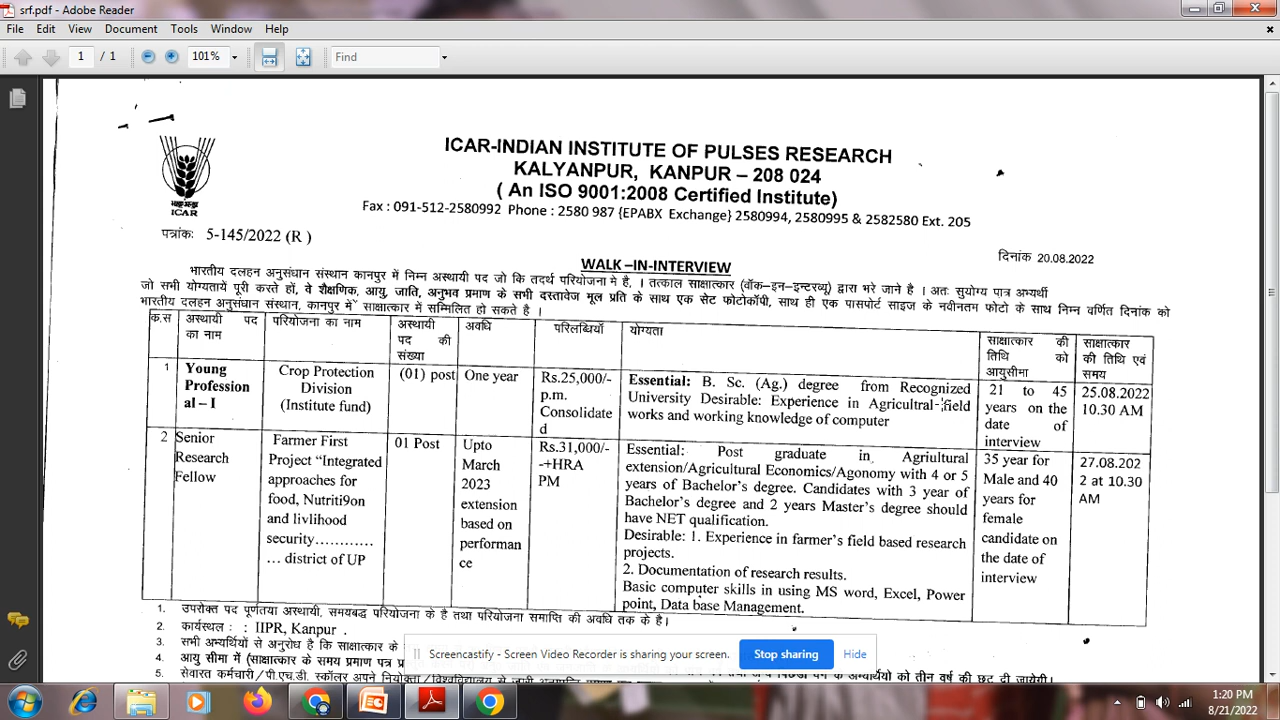 srf.pdf - Adobe Reader
File Edit View Document Tools Window Help
1 / 1 101% Find
ICAR-INDIAN INSTITUTE OF PULSES RESEARCH
KALYANPUR, KANPUR – 208 024
( An ISO 9001:2008 Certified Institute)
Fax : 091-512-2580992 Phone : 2580 987 {EPABX Exchange} 2580994, 2580995 & 2582580 Ext. 205
ICAR
पत्रांकः 5-145/2022 (R )
दिनांक 20.08.2022
WALK –IN-INTERVIEW
भारतीय दलहन अनुसंधान संस्थान कानपुर में निम्न अस्थायी पद जो कि तदर्थ परियोजना मे है, । तत्काल साक्षात्कार (वॉक–इन–इन्टरव्यू) द्वारा भरे जाने है । अतः सुयोग्य पात्र अभ्यर्थी
जो सभी योग्यतायें पूरी करते हों, वे शैक्षणिक, आयु, जाति, अनुभव प्रमाण के सभी दस्तावेज मूल प्रति के साथ एक सेट फोटोकॉपी, साथ ही एक पासपोर्ट साइज के नवीनतम फोटो के साथ निम्न वर्णित दिनांक को
भारतीय दलहन अनुसंधान संस्थान, कानपुर में साक्षात्कार में सम्मिलित हो सकते है ।
क.स
अस्थायी पद
का नाम
परियोजना का नाम
अस्थायी
पद की
संख्या
अवधि
परिलब्धियॉ
योग्यता
साक्षात्कार की
तिथि को
आयुसीमा
साक्षात्कार
की तिथि एवं
समय
1
Young
Profession
al – I
Crop Protection
Division
(Institute fund)
(01) post
One year
Rs.25,000/-
p.m.
Consolidate
d
Essential: B. Sc. (Ag.) degree from Recognized
University Desirable: Experience in Agricultral-field
works and working knowledge of computer
21 to 45
years on the
date of
interview
25.08.2022
10.30 AM
2
Senior
Research
Fellow
Farmer First
Project “Integrated
approaches for
food, Nutriti9on
and livlihood
security…………
… district of UP
01 Post
Upto
March
2023
extension
based on
performan
ce
Rs.31,000/-
-+HRA
PM
Essential: Post graduate in Agriultural
extension/Agricultural Economics/Agonomy with 4 or 5
years of Bachelor’s degree. Candidates with 3 year of
Bachelor’s degree and 2 years Master’s degree should
have NET qualification.
Desirable: 1. Experience in farmer’s field based research
projects.
2. Documentation of research results.
Basic computer skills in using MS word, Excel, Power
point, Data base Management.
35 year for
Male and 40
years for
female
candidate on
the date of
interview
27.08.202
2 at 10.30
AM
1. उपरोक्त पद पूर्णतया अस्थायी, समयबद्ध परियोजना के है तथा परियोजना समाप्ति की अवधि तक के है।
2. कार्यस्थल : : IIPR, Kanpur .
3. सभी अभ्यर्थियों से अनुरोध है कि साक्षात्कार के
4. आयु सीमा में (साक्षात्कार के समय प्रमाण पत्र
के अभ्यार्थियों को तीन वर्ष की छूट दी जायेगी।
5. सेवारत कर्मचारी/पी.एच.डी. स्कॉलर अपने
Screencastify - Screen Video Recorder is sharing your screen. Stop sharing Hide
1:20 PM
8/21/2022